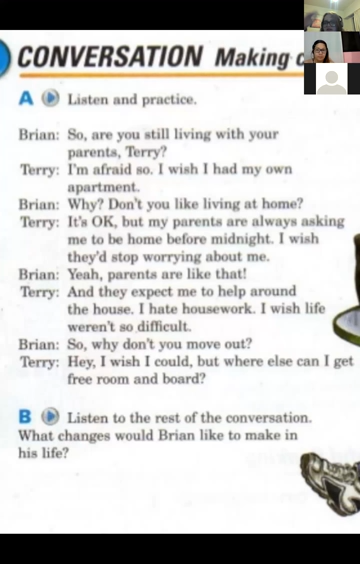 CONVERSATION Making
A Listen and practice.
Brian: So, are you still living with your
parents, Terry?
Terry: I'm afraid so. I wish I had my own
apartment.
Brian: Why? Don't you like living at home?
Terry: It's OK, but my parents are always asking
me to be home before midnight. I wish
they'd stop worrying about me.
Brian: Yeah, parents are like that!
Terry: And they expect me to help around
the house. I hate housework. I wish life
weren't so difficult.
Brian: So, why don't you move out?
Terry: Hey, I wish I could, but where else can I get
free room and board?
B Listen to the rest of the conversation.
What changes would Brian like to make in
his life?